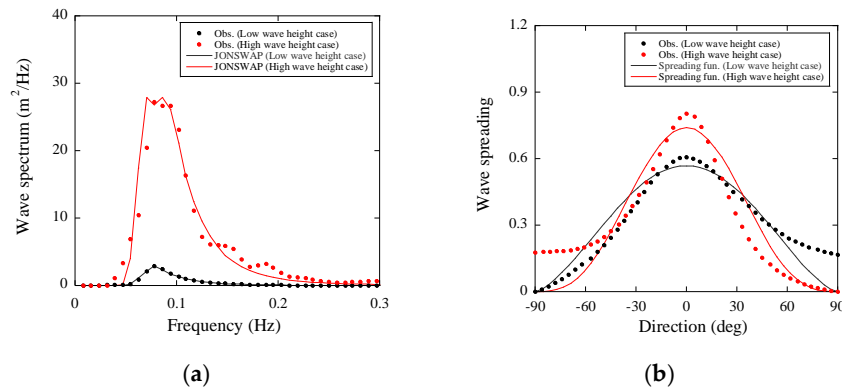 40
30
20
10
0
Wave spectrum (m²/Hz)
Obs. (Low wave height case)
Obs. (High wave height case)
JONSWAP (Low wave height case)
JONSWAP (High wave height case)
0 0.1 0.2 0.3
Frequency (Hz)
(a)
1.2
0.9
0.6
0.3
0
Wave spreading
Obs. (Low wave height case)
Obs. (High wave height case)
Spreading fun. (Low wave height case)
Spreading fun. (High wave height case)
-90 -60 -30 0 30 60 90
Direction (deg)
(b)